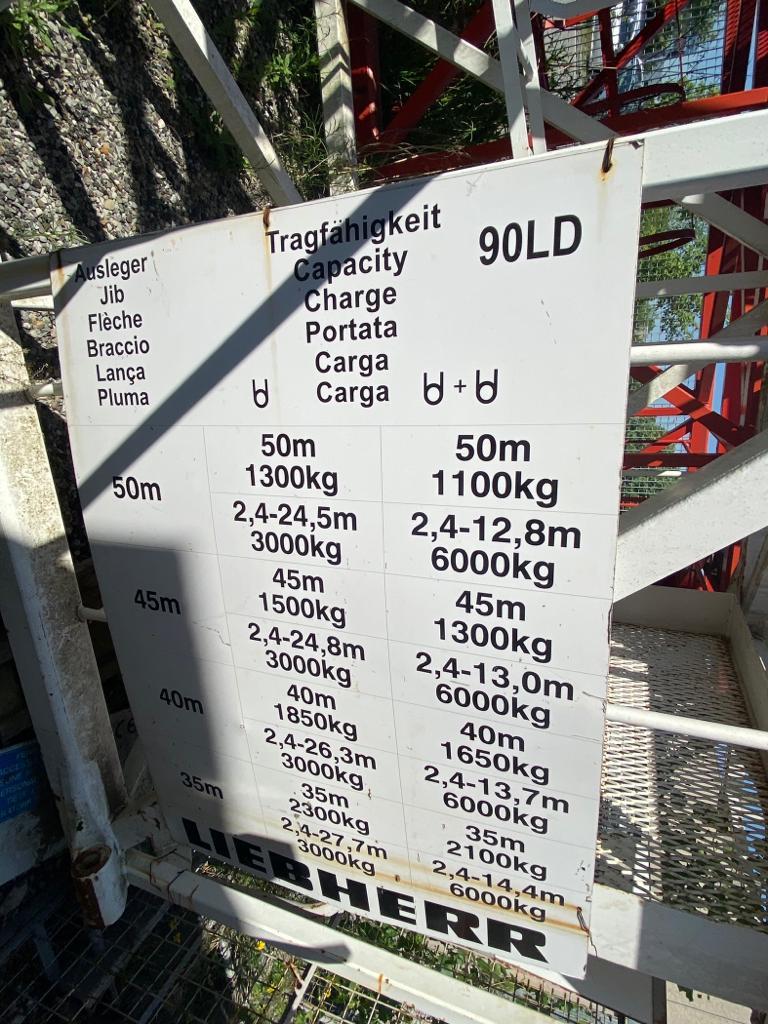 Ausleger
Jib
Flèche
Braccio
Lança
Pluma
Tragfähigkeit
Capacity
Charge
Portata
Carga
Carga
90LD
+
50m
50m
1300kg
2,4-24,5m
3000kg
50m
1100kg
2,4-12,8m
6000kg
45m
45m
1500kg
2,4-24,8m
3000kg
45m
1300kg
2,4-13,0m
6000kg
40m
40m
1850kg
2,4-26,3m
3000kg
40m
1650kg
2,4-13,7m
6000kg
35m
35m
2300kg
2,4-27,7m
3000kg
35m
2100kg
2,4-14,4m
6000kg
LIEBHERR